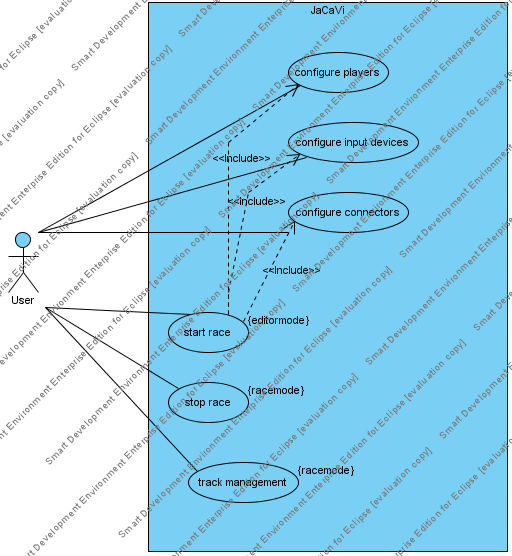 JaCaVi
configure players
configure input devices
<<Include>>
<<Include>>
configure connectors
<<Include>>
User
start race
{editormode}
stop race
{racemode}
track management
{racemode}
Smart Development Environment Enterprise Edition for Eclipse [evaluation copy]